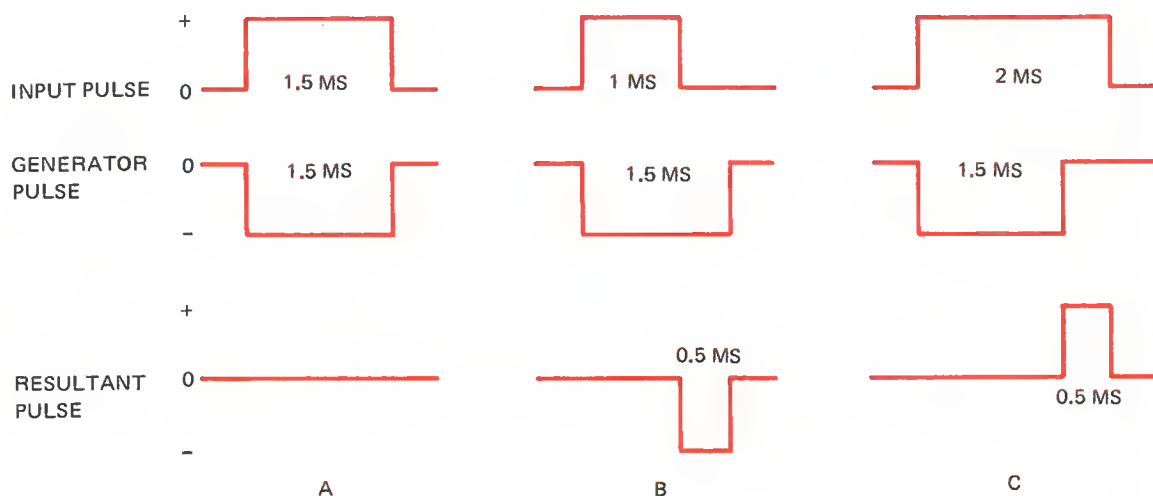 +
INPUT PULSE 0 1.5 MS 1 MS 2 MS
GENERATOR
PULSE
0 1.5 MS 1.5 MS 1.5 MS
-
+
0.5 MS
RESULTANT
PULSE
0
0.5 MS
-
A B C